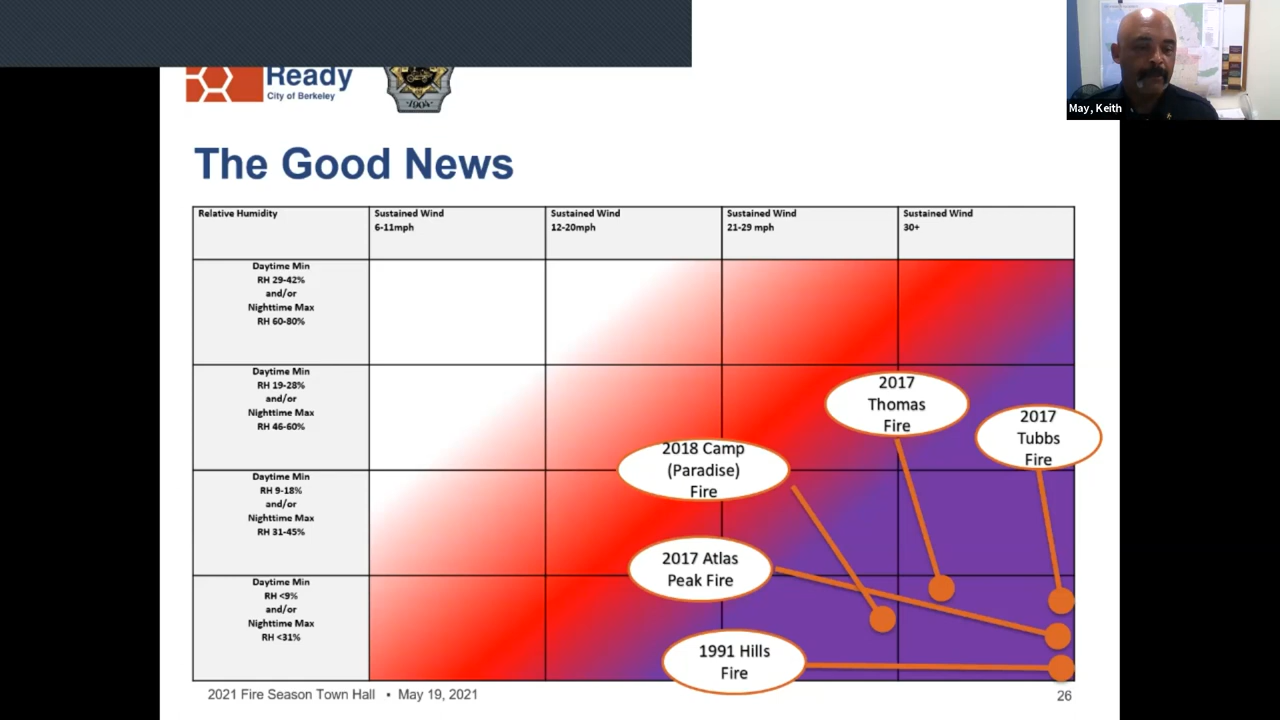 Ready
City of Berkeley
1904
May, Keith
The Good News
Relative Humidity
Sustained Wind
6-11mph
Sustained Wind
12-20mph
Sustained Wind
21-29 mph
Sustained Wind
30+
Daytime Min
RH 29-42%
and/or
Nighttime Max
RH 60-80%
Daytime Min
RH 19-28%
and/or
Nighttime Max
RH 46-60%
Daytime Min
RH 9-18%
and/or
Nighttime Max
RH 31-45%
Daytime Min
RH <9%
and/or
Nighttime Max
RH <31%
2017
Thomas
Fire
2017
Tubbs
Fire
2018 Camp
(Paradise)
Fire
2017 Atlas
Peak Fire
1991 Hills
Fire
2021 Fire Season Town Hall ▪ May 19, 2021
26